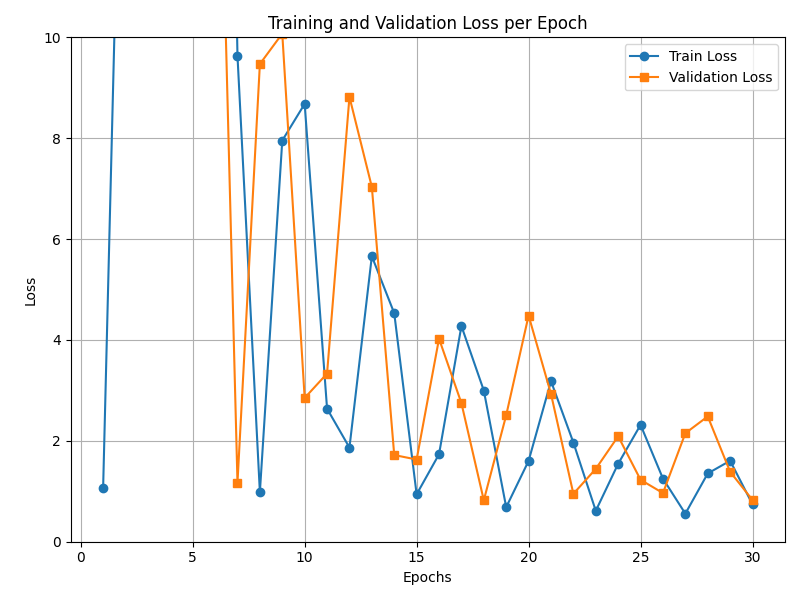 Training and Validation Loss per Epoch
Train Loss
Validation Loss
10
8
6
4
2
0
Loss
0 5 10 15 20 25 30
Epochs